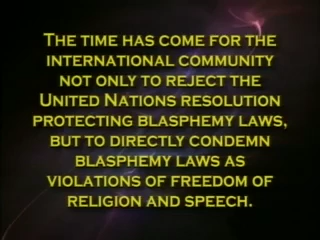 The time has come for the
international community
not only to reject the
United Nations resolution
protecting blasphemy laws,
but to directly condemn
blasphemy laws as
violations of freedom of
religion and speech.